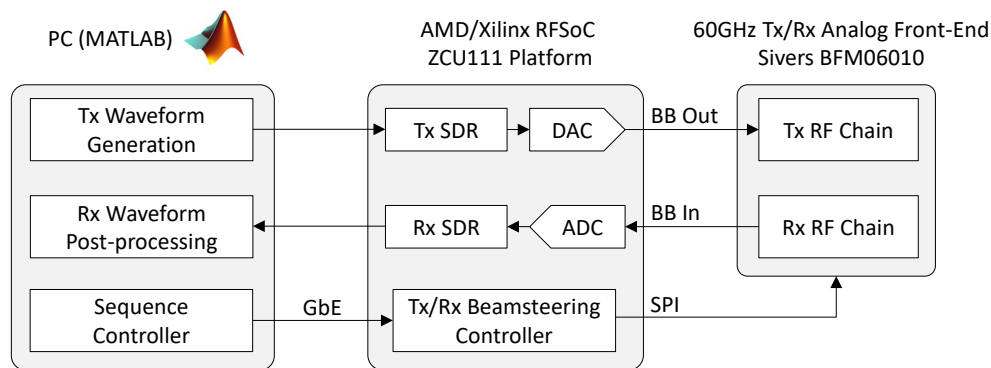 PC (MATLAB)
AMD/Xilinx RFSoC
ZCU111 Platform
60GHz Tx/Rx Analog Front-End
Sivers BFM06010
Tx Waveform
Generation
Tx SDR
DAC
BB Out
Tx RF Chain
Rx Waveform
Post-processing
Rx SDR
ADC
BB In
Rx RF Chain
Sequence
Controller
GbE
Tx/Rx Beamsteering
Controller
SPI